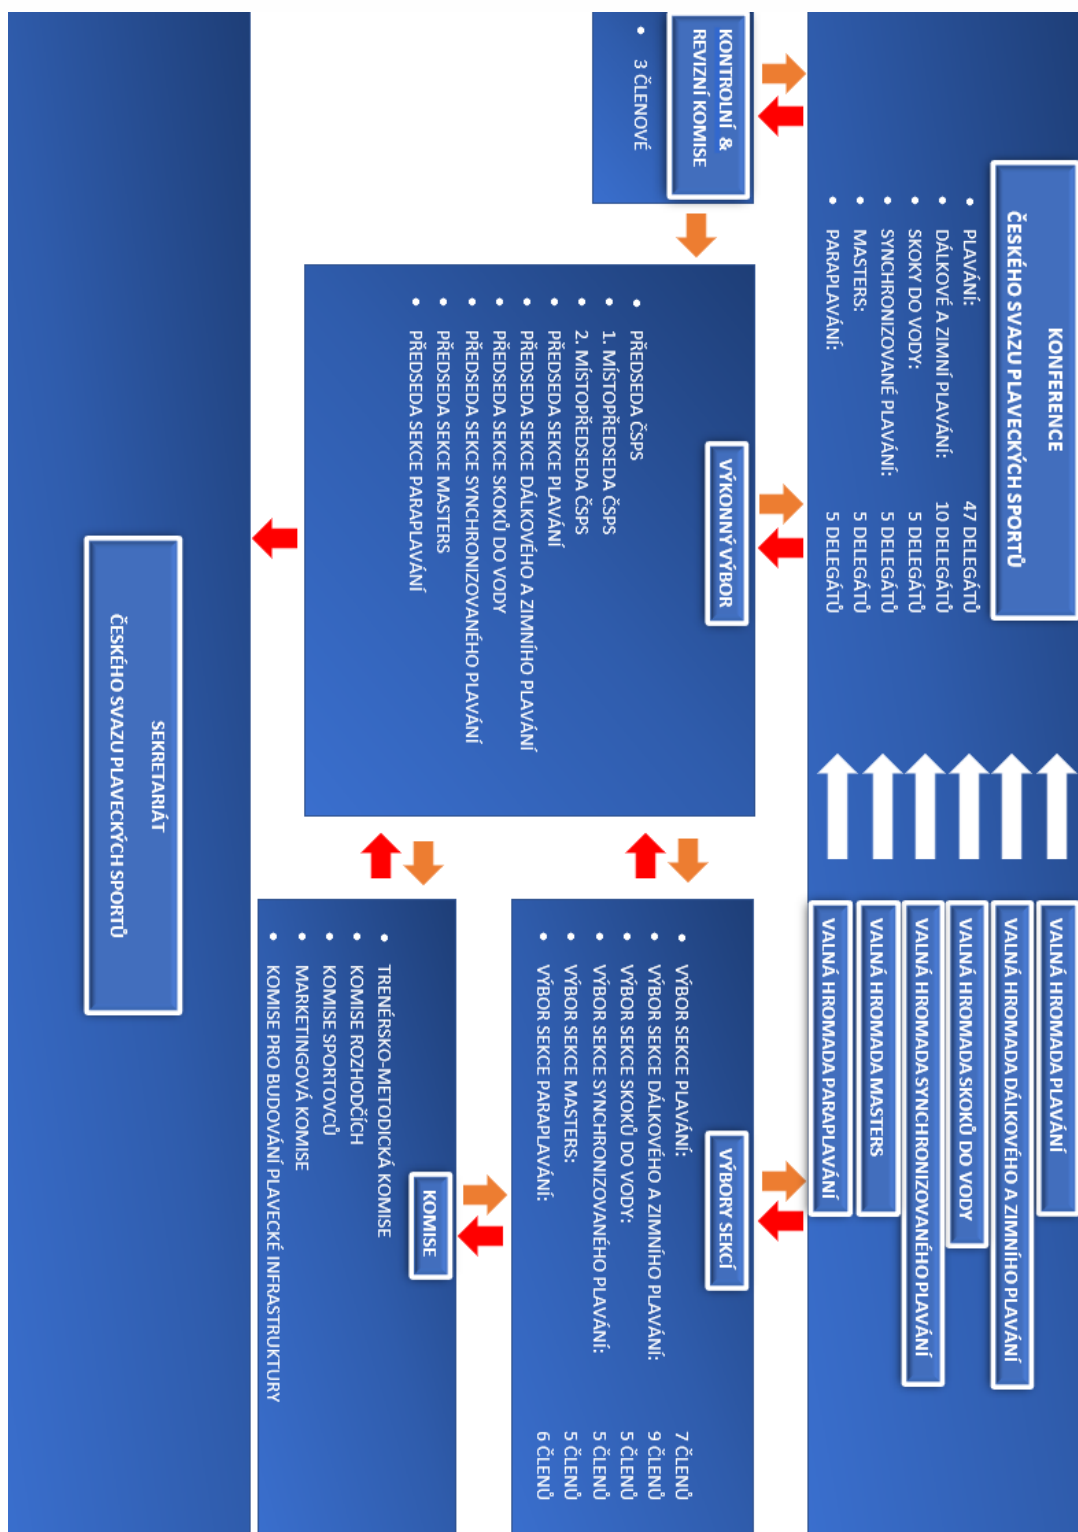 KONFERENCE
ČESKÉHO SVAZU PLAVECKÝCH SPORTŮ
• PLAVÁNÍ: 47 DELEGÁTŮ
• DÁLKOVÉ A ZIMNÍ PLAVÁNÍ: 10 DELEGÁTŮ
• SKOKY DO VODY: 5 DELEGÁTŮ
• SYNCHRONIZOVANÉ PLAVÁNÍ: 5 DELEGÁTŮ
• MASTERS: 5 DELEGÁTŮ
• PARAPLAVÁNÍ: 5 DELEGÁTŮ
VALNÁ HROMADA PLAVÁNÍ
VALNÁ HROMADA DÁLKOVÉHO A ZIMNÍHO PLAVÁNÍ
VALNÁ HROMADA SKOKŮ DO VODY
VALNÁ HROMADA SYNCHRONIZOVANÉHO PLAVÁNÍ
VALNÁ HROMADA MASTERS
VALNÁ HROMADA PARAPLAVÁNÍ
KONTROLNÍ &
REVIZNÍ KOMISE
• 3 ČLENOVÉ
VÝKONNÝ VÝBOR
• PŘEDSEDA ČSPS
• 1. MÍSTOPŘEDSEDA ČSPS
• 2. MÍSTOPŘEDSEDA ČSPS
• PŘEDSEDA SEKCE PLAVÁNÍ
• PŘEDSEDA SEKCE DÁLKOVÉHO A ZIMNÍHO PLAVÁNÍ
• PŘEDSEDA SEKCE SKOKŮ DO VODY
• PŘEDSEDA SEKCE SYNCHRONIZOVANÉHO PLAVÁNÍ
• PŘEDSEDA SEKCE MASTERS
• PŘEDSEDA SEKCE PARAPLAVÁNÍ
VÝBORY SEKCÍ
• VÝBOR SEKCE PLAVÁNÍ: 7 ČLENŮ
• VÝBOR SEKCE DÁLKOVÉHO A ZIMNÍHO PLAVÁNÍ: 9 ČLENŮ
• VÝBOR SEKCE SKOKŮ DO VODY: 5 ČLENŮ
• VÝBOR SEKCE SYNCHRONIZOVANÉHO PLAVÁNÍ: 5 ČLENŮ
• VÝBOR SEKCE MASTERS: 5 ČLENŮ
• VÝBOR SEKCE PARAPLAVÁNÍ: 6 ČLENŮ
KOMISE
• TRENÉRSKO-METODICKÁ KOMISE
• KOMISE ROZHODČÍCH
• KOMISE SPORTOVCŮ
• MARKETINGOVÁ KOMISE
• KOMISE PRO BUDOVÁNÍ PLAVECKÉ INFRASTRUKTURY
SEKRETARIÁT
ČESKÉHO SVAZU PLAVECKÝCH SPORTŮ